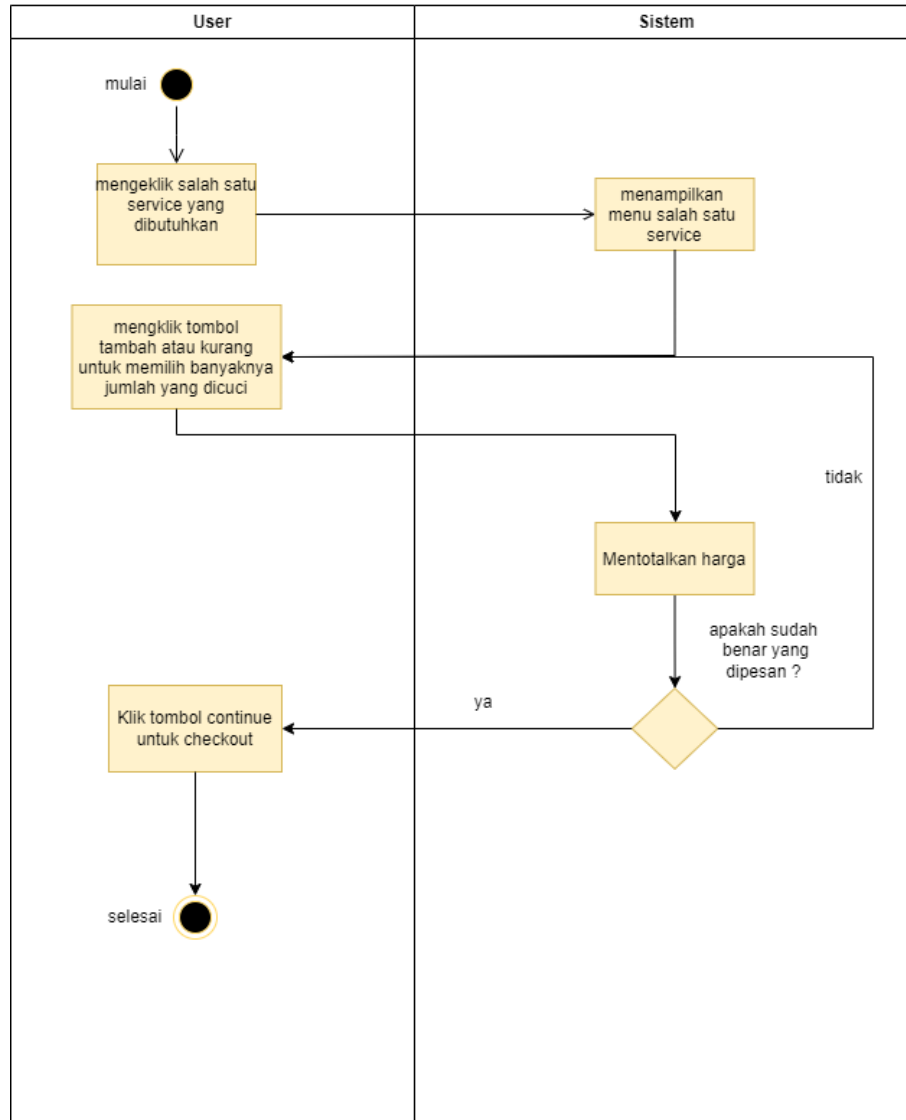 User
Sistem
mulai
mengeklik salah satu
service yang
dibutuhkan
menampilkan
menu salah satu
service
mengklik tombol
tambah atau kurang
untuk memilih banyaknya
jumlah yang dicuci
tidak
Mentotalkan harga
apakah sudah
benar yang
dipesan ?
ya
Klik tombol continue
untuk checkout
selesai